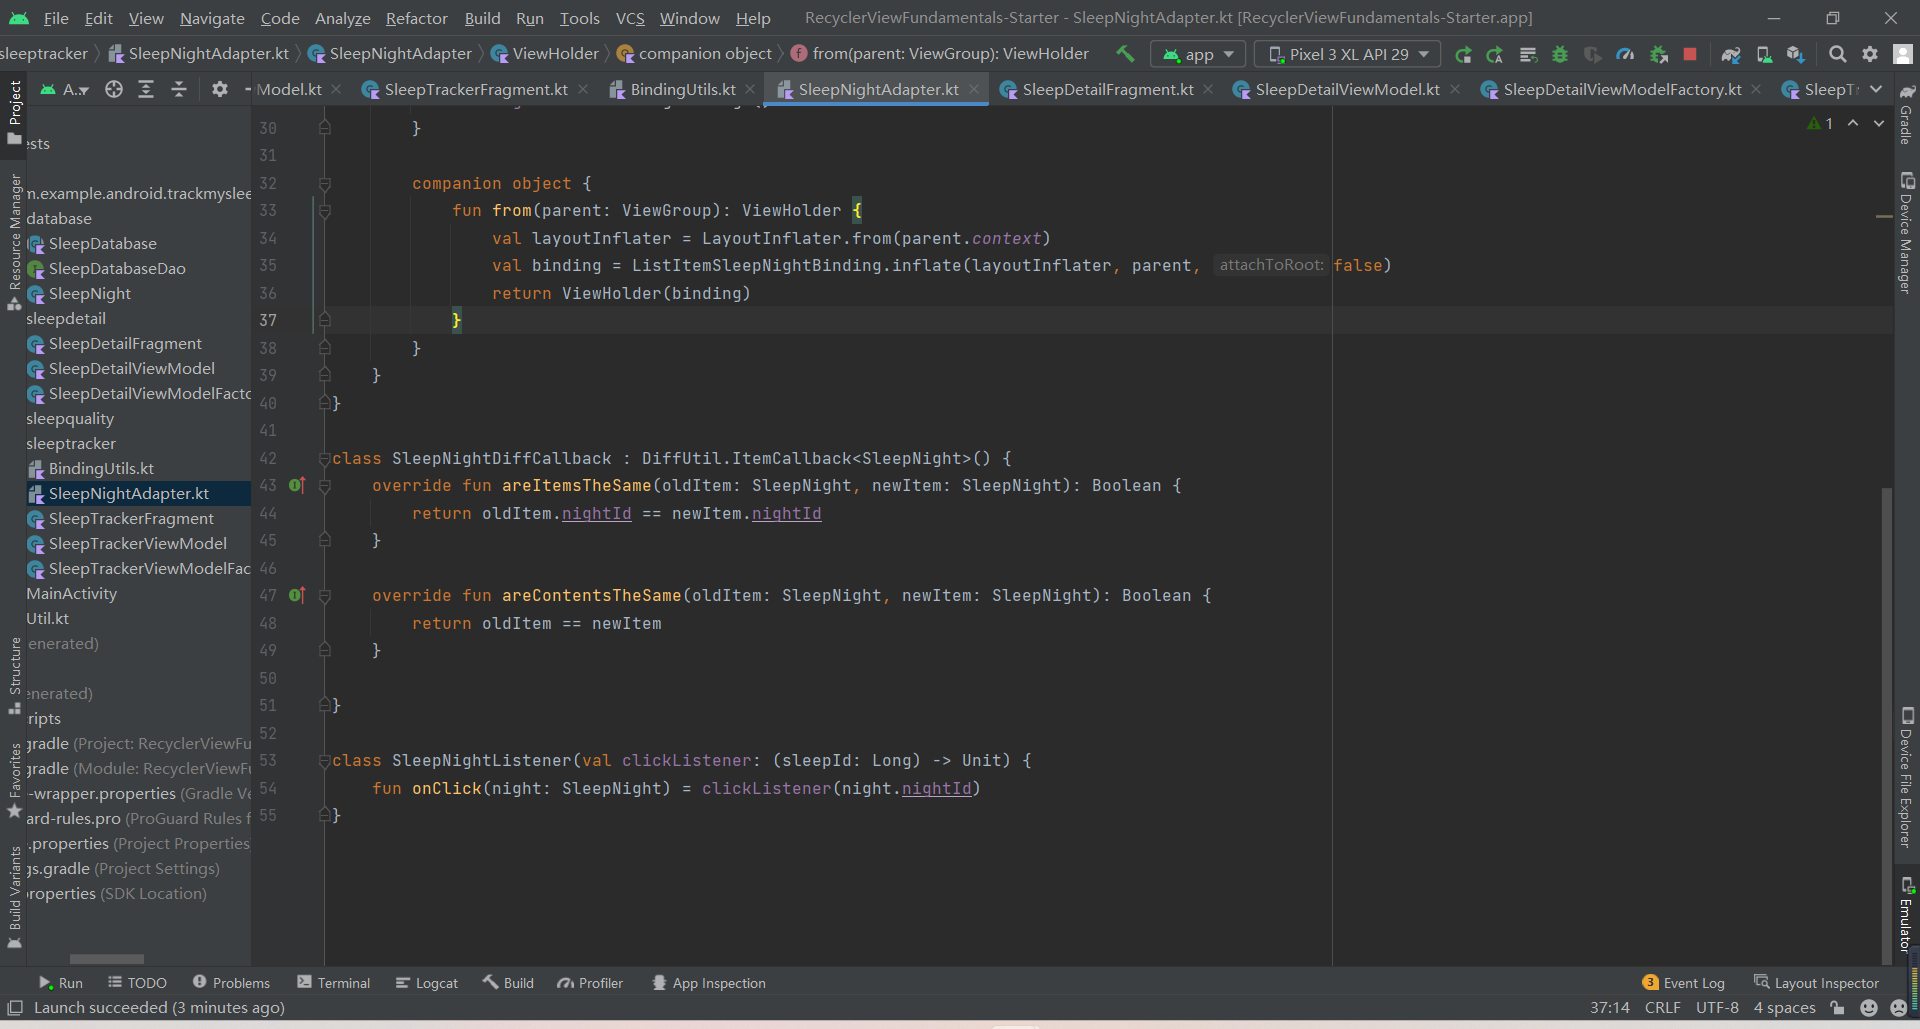 File Edit View Navigate Code Analyze Refactor Build Run Tools VCS Window Help RecyclerViewFundamentals-Starter - SleepNightAdapter.kt [RecyclerViewFundamentals-Starter.app]
sleeptracker SleepNightAdapter.kt SleepNightAdapter ViewHolder companion object from(parent: ViewGroup): ViewHolder app Pixel 3 XL API 29
A.. Model.kt SleepTrackerFragment.kt BindingUtils.kt SleepNightAdapter.kt SleepDetailFragment.kt SleepDetailViewModel.kt SleepDetailViewModelFactory.kt SleepT
Project
Resource Manager
Structure
Favorites
Build Variants
ests
m.example.android.trackmyslee
database
SleepDatabase
SleepDatabaseDao
SleepNight
sleepdetail
SleepDetailFragment
SleepDetailViewModel
SleepDetailViewModelFacto
sleepquality
sleeptracker
BindingUtils.kt
SleepNightAdapter.kt
SleepTrackerFragment
SleepTrackerViewModel
SleepTrackerViewModelFac
MainActivity
Util.kt
enerated)
enerated)
cripts
gradle (Project: RecyclerViewFu
gradle (Module: RecyclerViewF
-wrapper.properties (Gradle Ve
ard-rules.pro (ProGuard Rules f
.properties (Project Properties
gs.gradle (Project Settings)
roperties (SDK Location)
30 }
31
32 companion object {
33 fun from(parent: ViewGroup): ViewHolder {
34 val layoutInflater = LayoutInflater.from(parent.context)
35 val binding = ListItemSleepNightBinding.inflate(layoutInflater, parent, attachToRoot: false)
36 return ViewHolder(binding)
37 }
38 }
39 }
40 }
41
42 class SleepNightDiffCallback : DiffUtil.ItemCallback<SleepNight>() {
43 override fun areItemsTheSame(oldItem: SleepNight, newItem: SleepNight): Boolean {
44 return oldItem.nightId == newItem.nightId
45 }
46
47 override fun areContentsTheSame(oldItem: SleepNight, newItem: SleepNight): Boolean {
48 return oldItem == newItem
49 }
50
51 }
52
53 class SleepNightListener(val clickListener: (sleepId: Long) -> Unit) {
54 fun onClick(night: SleepNight) = clickListener(night.nightId)
55 }
1
Gradle
Device Manager
Device File Explorer
Emulator
Run TODO Problems Terminal Logcat Build Profiler App Inspection 3 Event Log Layout Inspector
Launch succeeded (3 minutes ago) 37:14 CRLF UTF-8 4 spaces